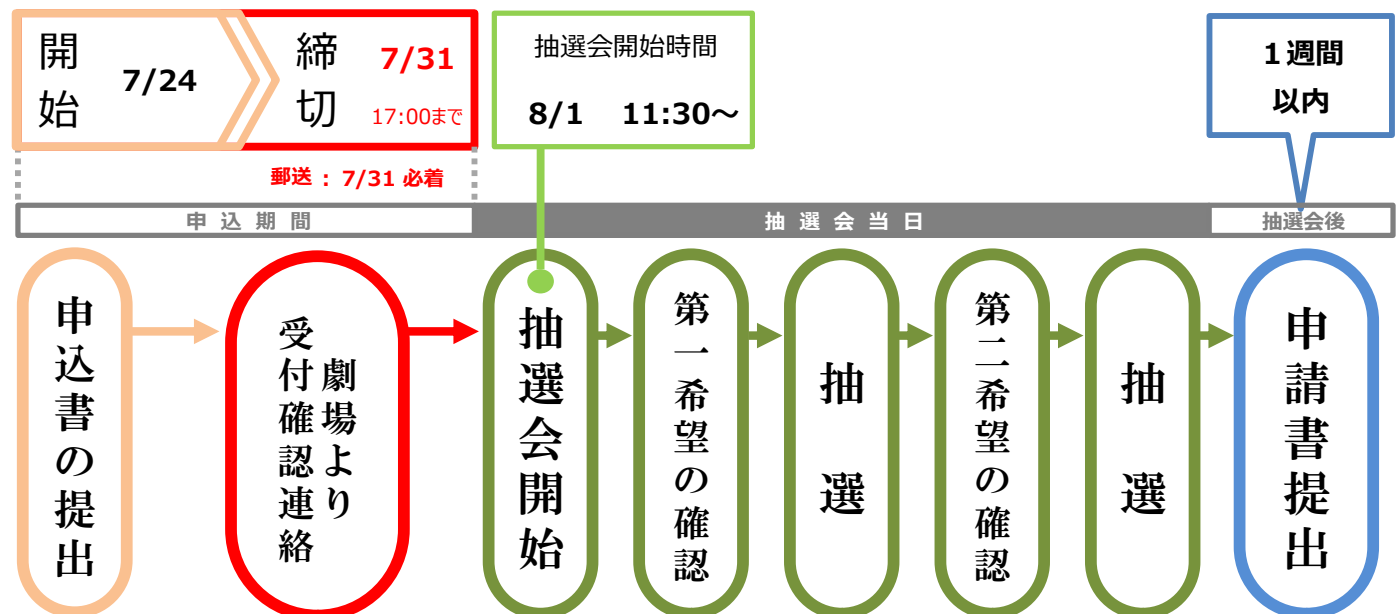 開始
7/24
締切
7/31
17:00まで
郵送：7/31 必着
抽選会開始時間
8/1 11:30～
１週間
以内
申込期間
抽選会当日
抽選会後
申込書の提出
劇場より
受付確認連絡
抽選会開始
第一希望の確認
抽選
第二希望の確認
抽選
申請書提出